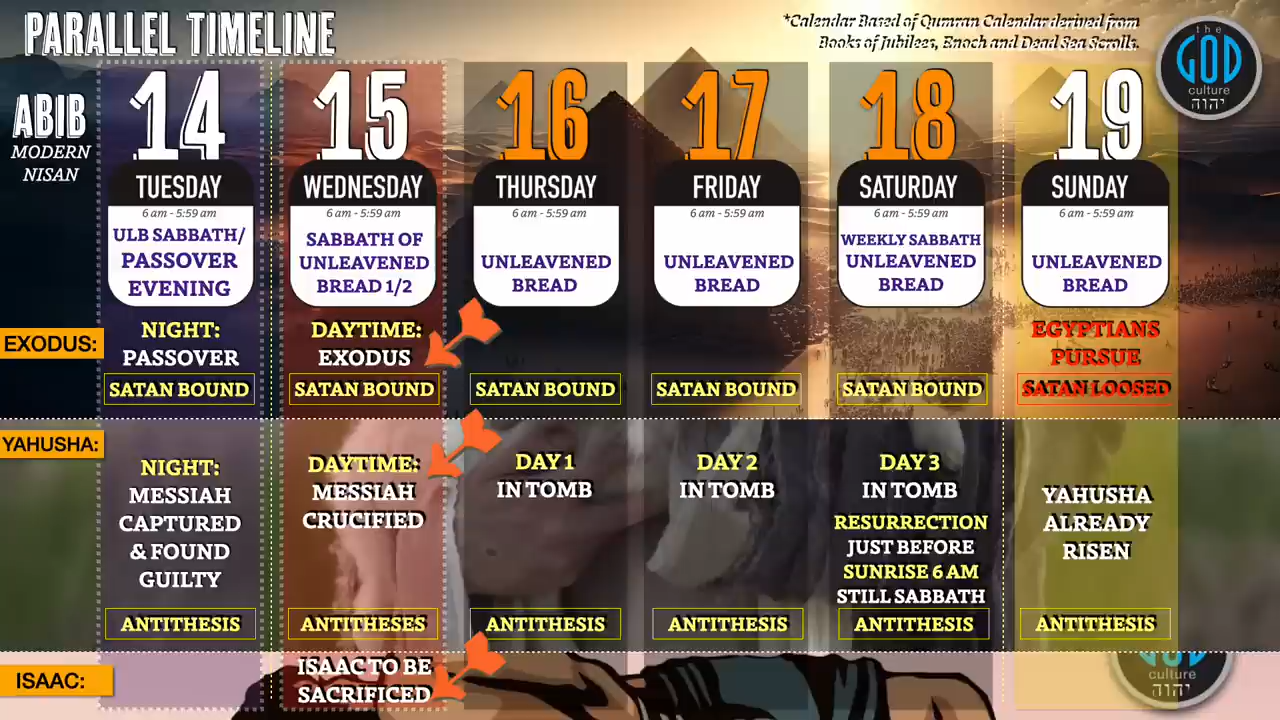 PARALLEL TIMELINE
*Calendar Based of Qumran Calendar derived from
Books of Jubilees, Enoch and Dead Sea Scrolls.
the
GOD
culture
יהוה
ABIB
MODERN
NISAN
14
TUESDAY
6 am - 5:59 am
ULB SABBATH/
PASSOVER
EVENING
15
WEDNESDAY
6 am - 5:59 am
SABBATH OF
UNLEAVENED
BREAD 1/2
16
THURSDAY
6 am - 5:59 am
UNLEAVENED
BREAD
17
FRIDAY
6 am - 5:59 am
UNLEAVENED
BREAD
18
SATURDAY
6 am - 5:59 am
WEEKLY SABBATH
UNLEAVENED
BREAD
19
SUNDAY
6 am - 5:59 am
UNLEAVENED
BREAD
EXODUS:
NIGHT:
PASSOVER
SATAN BOUND
DAYTIME:
EXODUS
SATAN BOUND
SATAN BOUND
SATAN BOUND
SATAN BOUND
EGYPTIANS
PURSUE
SATAN LOOSED
YAHUSHA:
NIGHT:
MESSIAH
CAPTURED
& FOUND
GUILTY
ANTITHESIS
DAYTIME:
MESSIAH
CRUCIFIED
ANTITHESES
DAY 1
IN TOMB
ANTITHESIS
DAY 2
IN TOMB
ANTITHESIS
DAY 3
IN TOMB
RESURRECTION
JUST BEFORE
SUNRISE 6 AM
STILL SABBATH
ANTITHESIS
YAHUSHA
ALREADY
RISEN
ANTITHESIS
ISAAC:
ISAAC TO BE
SACRIFICED
culture
יהוה